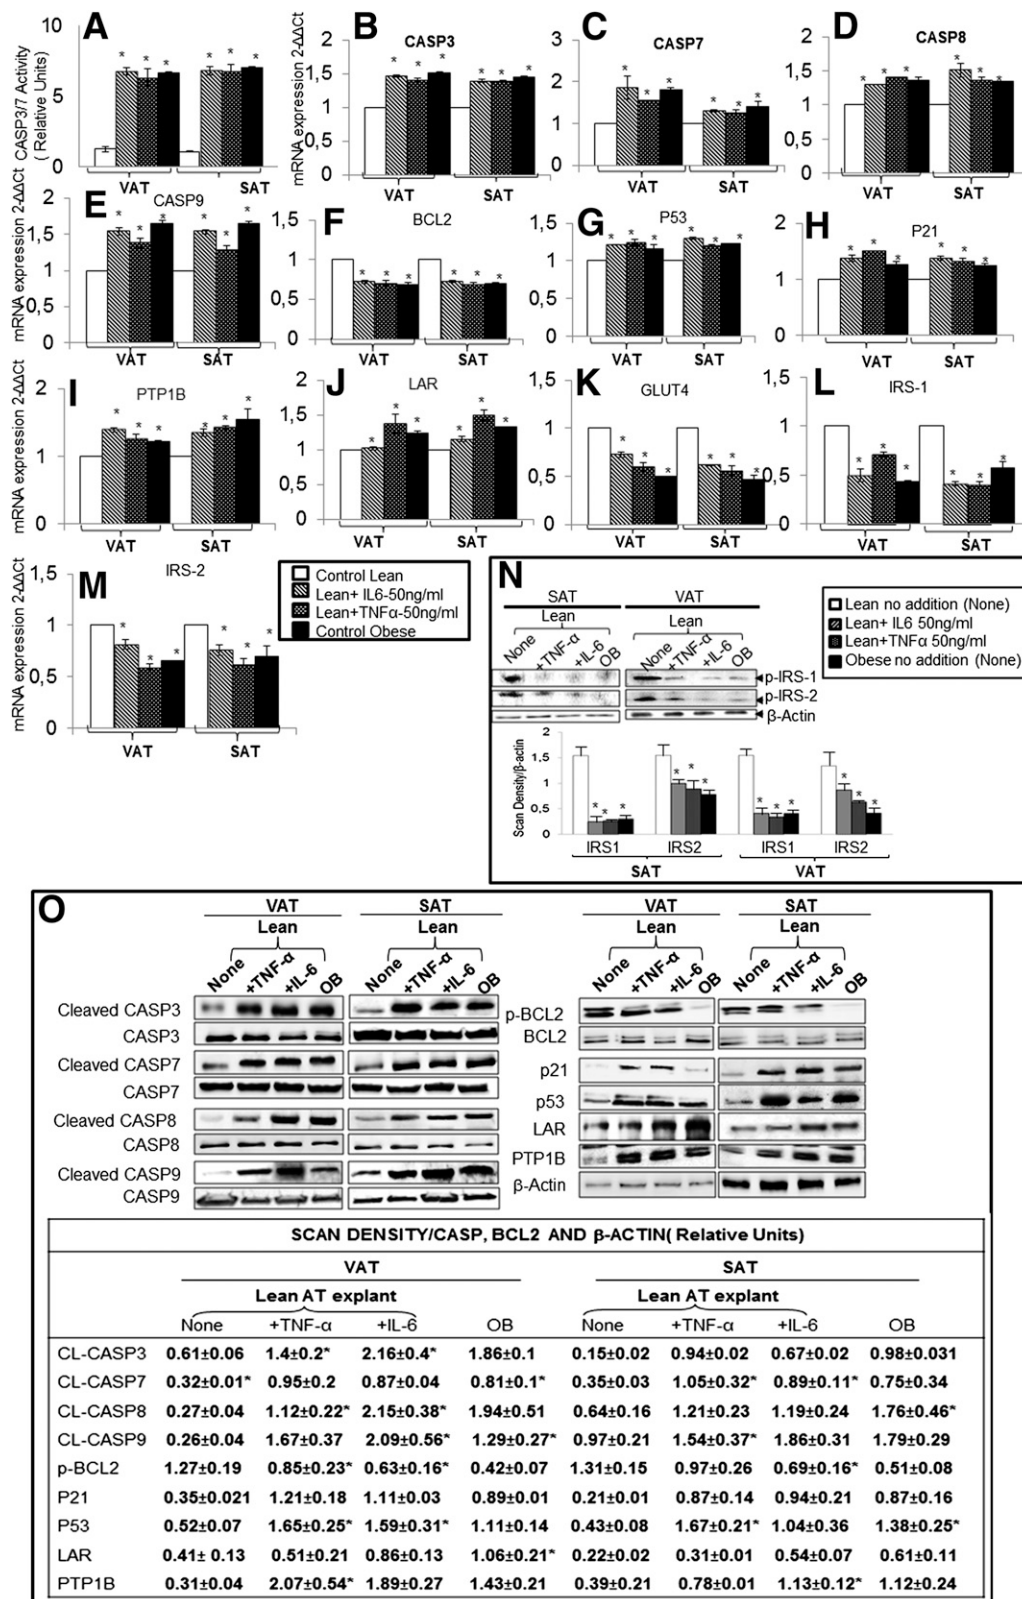 A
B
C
D
CASP3
CASP7
CASP8
CASP3/7 Activity
( Relative Units)
10
5
0
mRNA expression 2-ΔΔCt
2
1,5
1
0,5
0
3
2
1
0
2
1,5
1
0,5
0
VAT
SAT
VAT
SAT
VAT
SAT
VAT
SAT
E
F
G
H
CASP9
BCL2
P53
P21
mRNA expression 2-ΔΔCt
2
1,5
1
0,5
0
1,5
1
0,5
0
1,5
1
0,5
0
2
1
0
VAT
SAT
VAT
SAT
VAT
SAT
VAT
SAT
I
J
K
L
PTP1B
LAR
GLUT4
IRS-1
mRNA expression 2-ΔΔCt
2
1
0
2
1,5
1
0,5
0
1,5
1
0,5
0
1,5
1
0,5
0
VAT
SAT
VAT
SAT
VAT
SAT
VAT
SAT
M
IRS-2
mRNA expression 2-ΔΔCt
1,5
1
0,5
0
VAT
SAT
Control Lean
Lean+ IL6-50ng/ml
Lean+TNFα-50ng/ml
Control Obese
N
SAT VAT
Lean Lean
None +TNF-α +IL-6 OB None +TNF-α +IL-6 OB
p-IRS-1
p-IRS-2
β-Actin
Lean no addition (None)
Lean+ IL6 50ng/ml
Lean+TNFα 50ng/ml
Obese no addition (None)
Scan Density/β-actin
2
1,5
1
0,5
0
IRS1 IRS2 IRS1 IRS2
SAT VAT
O
VAT SAT VAT SAT
Lean Lean Lean Lean
None +TNF-α +IL-6 OB None +TNF-α +IL-6 OB None +TNF-α +IL-6 OB None +TNF-α +IL-6 OB
Cleaved CASP3
CASP3
Cleaved CASP7
CASP7
Cleaved CASP8
CASP8
Cleaved CASP9
CASP9
p-BCL2
BCL2
p21
p53
LAR
PTP1B
β-Actin
SCAN DENSITY/CASP, BCL2 AND β-ACTIN( Relative Units)
VAT SAT
Lean AT explant Lean AT explant
None +TNF-α +IL-6 OB None +TNF-α +IL-6 OB
CL-CASP3 0.61±0.06 1.4±0.2* 2.16±0.4* 1.86±0.1 0.15±0.02 0.94±0.02 0.67±0.02 0.98±0.031
CL-CASP7 0.32±0.01* 0.95±0.2 0.87±0.04 0.81±0.1* 0.35±0.03 1.05±0.32* 0.89±0.11* 0.75±0.34
CL-CASP8 0.27±0.04 1.12±0.22* 2.15±0.38* 1.94±0.51 0.64±0.16 1.21±0.23 1.19±0.24 1.76±0.46*
CL-CASP9 0.26±0.04 1.67±0.37 2.09±0.56* 1.29±0.27* 0.97±0.21 1.54±0.37* 1.86±0.31 1.79±0.29
p-BCL2 1.27±0.19 0.85±0.23* 0.63±0.16* 0.42±0.07 1.31±0.15 0.97±0.26 0.69±0.16* 0.51±0.08
P21 0.35±0.021 1.21±0.18 1.11±0.03 0.89±0.01 0.21±0.01 0.87±0.14 0.94±0.21 0.87±0.16
P53 0.52±0.07 1.65±0.25* 1.59±0.31* 1.11±0.14 0.43±0.08 1.67±0.21* 1.04±0.36 1.38±0.25*
LAR 0.41± 0.13 0.51±0.21 0.86±0.13 1.06±0.21* 0.22±0.02 0.31±0.01 0.54±0.07 0.61±0.11
PTP1B 0.31±0.04 2.07±0.54* 1.89±0.27 1.43±0.21 0.39±0.21 0.78±0.01 1.13±0.12* 1.12±0.24